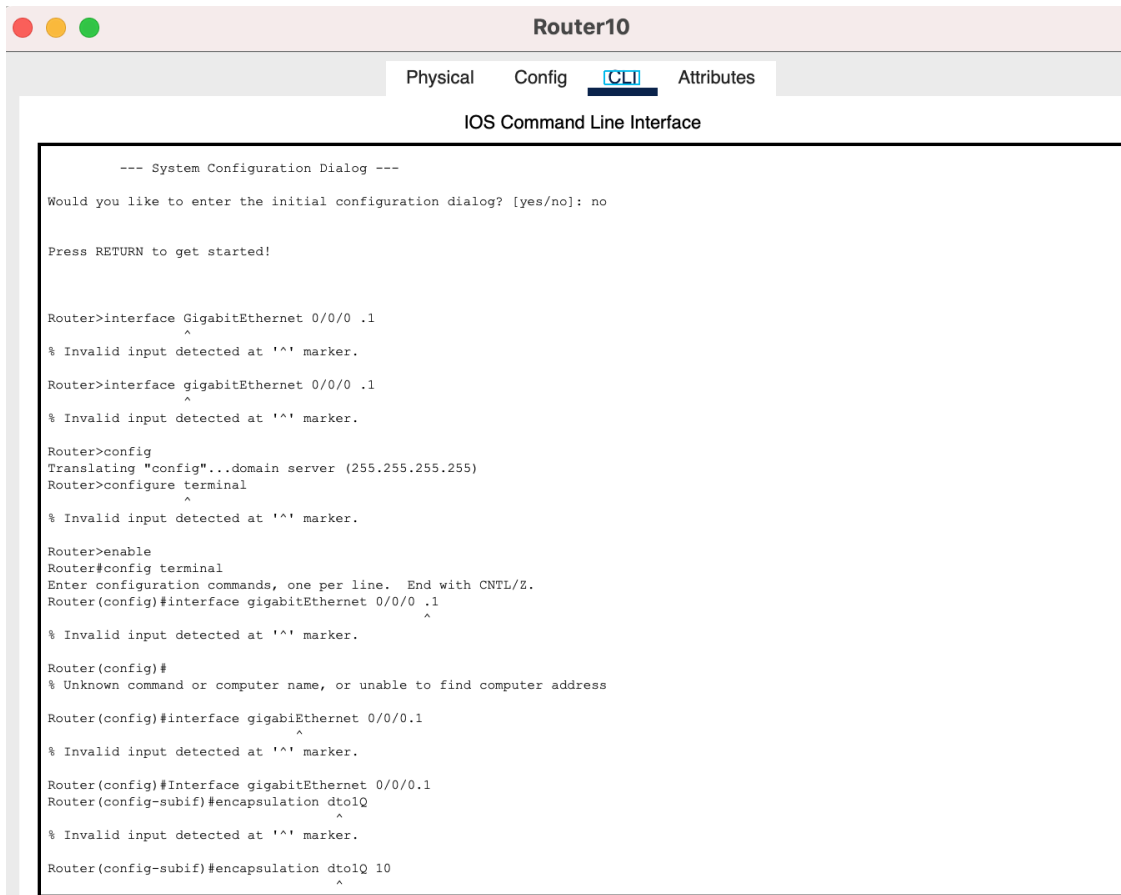 Router10
Physical Config CLI Attributes
IOS Command Line Interface
--- System Configuration Dialog ---
Would you like to enter the initial configuration dialog? [yes/no]: no
Press RETURN to get started!
Router>interface GigabitEthernet 0/0/0 .1
^
% Invalid input detected at '^' marker.
Router>interface gigabitEthernet 0/0/0 .1
^
% Invalid input detected at '^' marker.
Router>config
Translating "config"...domain server (255.255.255.255)
Router>configure terminal
^
% Invalid input detected at '^' marker.
Router>enable
Router#config terminal
Enter configuration commands, one per line.  End with CNTL/Z.
Router(config)#interface gigabitEthernet 0/0/0 .1
^
% Invalid input detected at '^' marker.
Router(config)#
% Unknown command or computer name, or unable to find computer address
Router(config)#interface gigabiEthernet 0/0/0.1
^
% Invalid input detected at '^' marker.
Router(config)#Interface gigabitEthernet 0/0/0.1
Router(config-subif)#encapsulation dto1Q
^
% Invalid input detected at '^' marker.
Router(config-subif)#encapsulation dto1Q 10
^